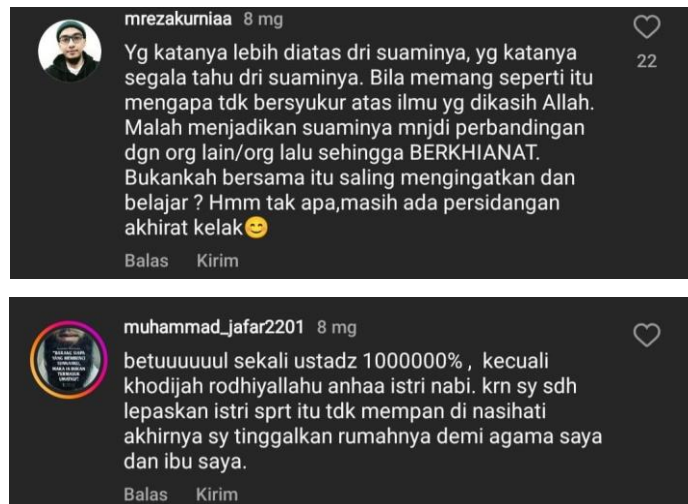 mrezakurniaa 8 mg
Yg katanya lebih diatas dri suaminya, yg katanya
segala tahu dri suaminya. Bila memang seperti itu
mengapa tdk bersyukur atas ilmu yg dikasih Allah.
Malah menjadikan suaminya mnjdi perbandingan
dgn org lain/org lalu sehingga BERKHIANAT.
Bukankah bersama itu saling mengingatkan dan
belajar ? Hmm tak apa,masih ada persidangan
akhirat kelak😊
22
Balas Kirim
muhammad_jafar2201 8 mg
betuuuuuul sekali ustadz 1000000% , kecuali
khodijah rodhiyallahu anhaa istri nabi. krn sy sdh
lepaskan istri sprt itu tdk mempan di nasihati
akhirnya sy tinggalkan rumahnya demi agama saya
dan ibu saya.
Balas Kirim